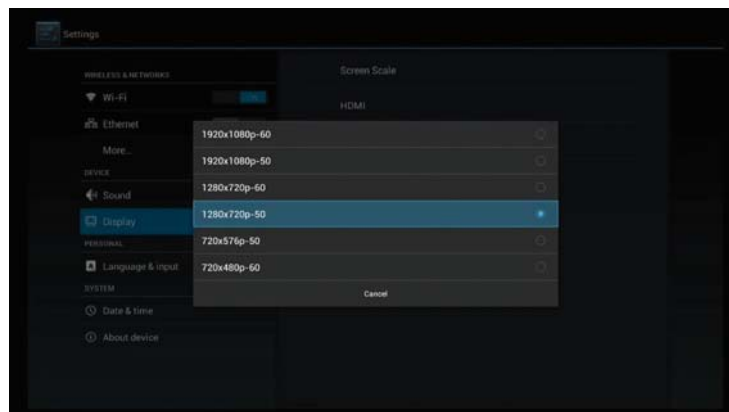 Settings
WIRELESS & NETWORKS
Wi-Fi
ON
Ethernet
More...
DEVICE
Sound
Display
PERSONAL
Language & input
SYSTEM
Date & time
About device
Screen Scale
HDMI
1920x1080p-60
1920x1080p-50
1280x720p-60
1280x720p-50
720x576p-50
720x480p-60
Cancel